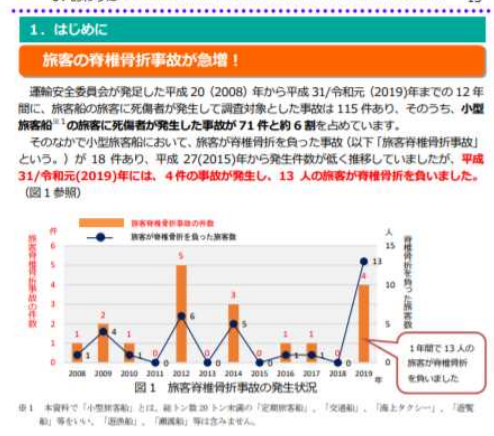 1．はじめに
旅客の脊椎骨折事故が急増！
運輸安全委員会が発足した平成 20（2008）年から平成 31/令和元（2019)年までの 12 年
間に、旅客船の旅客に死傷者が発生して調査対象とした事故は 115 件あり、そのうち、小型
旅客船※1の旅客に死傷者が発生した事故が 71 件と約 6 割を占めています。
そのなかで小型旅客船において、旅客が脊椎骨折を負った事故（以下「旅客脊椎骨折事故」
という。）が 18 件あり、平成 27(2015)年から発生件数が低く推移していましたが、平成
31/令和元(2019)年には、４件の事故が発生し、13 人の旅客が脊椎骨折を負いました。
（図１参照）
旅客脊椎骨折事故の件数
旅客が脊椎骨折を負った旅客数
件
人
旅客脊椎骨折事故の件数
脊椎骨折を負った旅客数
6
5
4
3
2
1
0
15
10
5
0
1 2 1 0 5 0 3 0 1 1 0 4
1 4 1 0 6 0 5 0 1 1 0 13
2008 2009 2010 2011 2012 2013 2014 2015 2016 2017 2018 2019 年
1年間で 13 人の
旅客が脊椎骨折
を負いました
図１ 旅客脊椎骨折事故の発生状況
※１ 本資料で「小型旅客船」とは、総トン数 20 トン未満の「定期旅客船」、「交通船」、「海上タクシー」、「遊覧
船」等をいい、「遊漁船」、「瀬渡船」等は含みません。